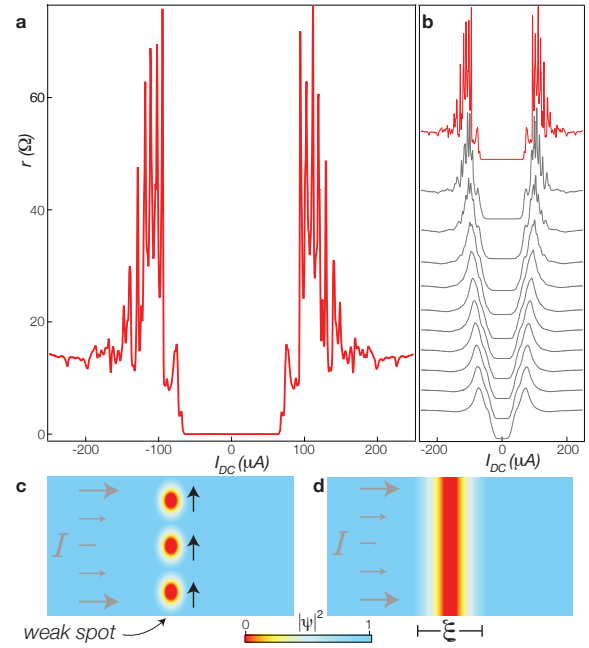 a
b
r (Ω)
60
40
20
0
-200
-100
0
100
200
I_DC (μA)
-200
0
200
I_DC (μA)
c
d
I
I
weak spot
|ψ|²
0
1
ξ